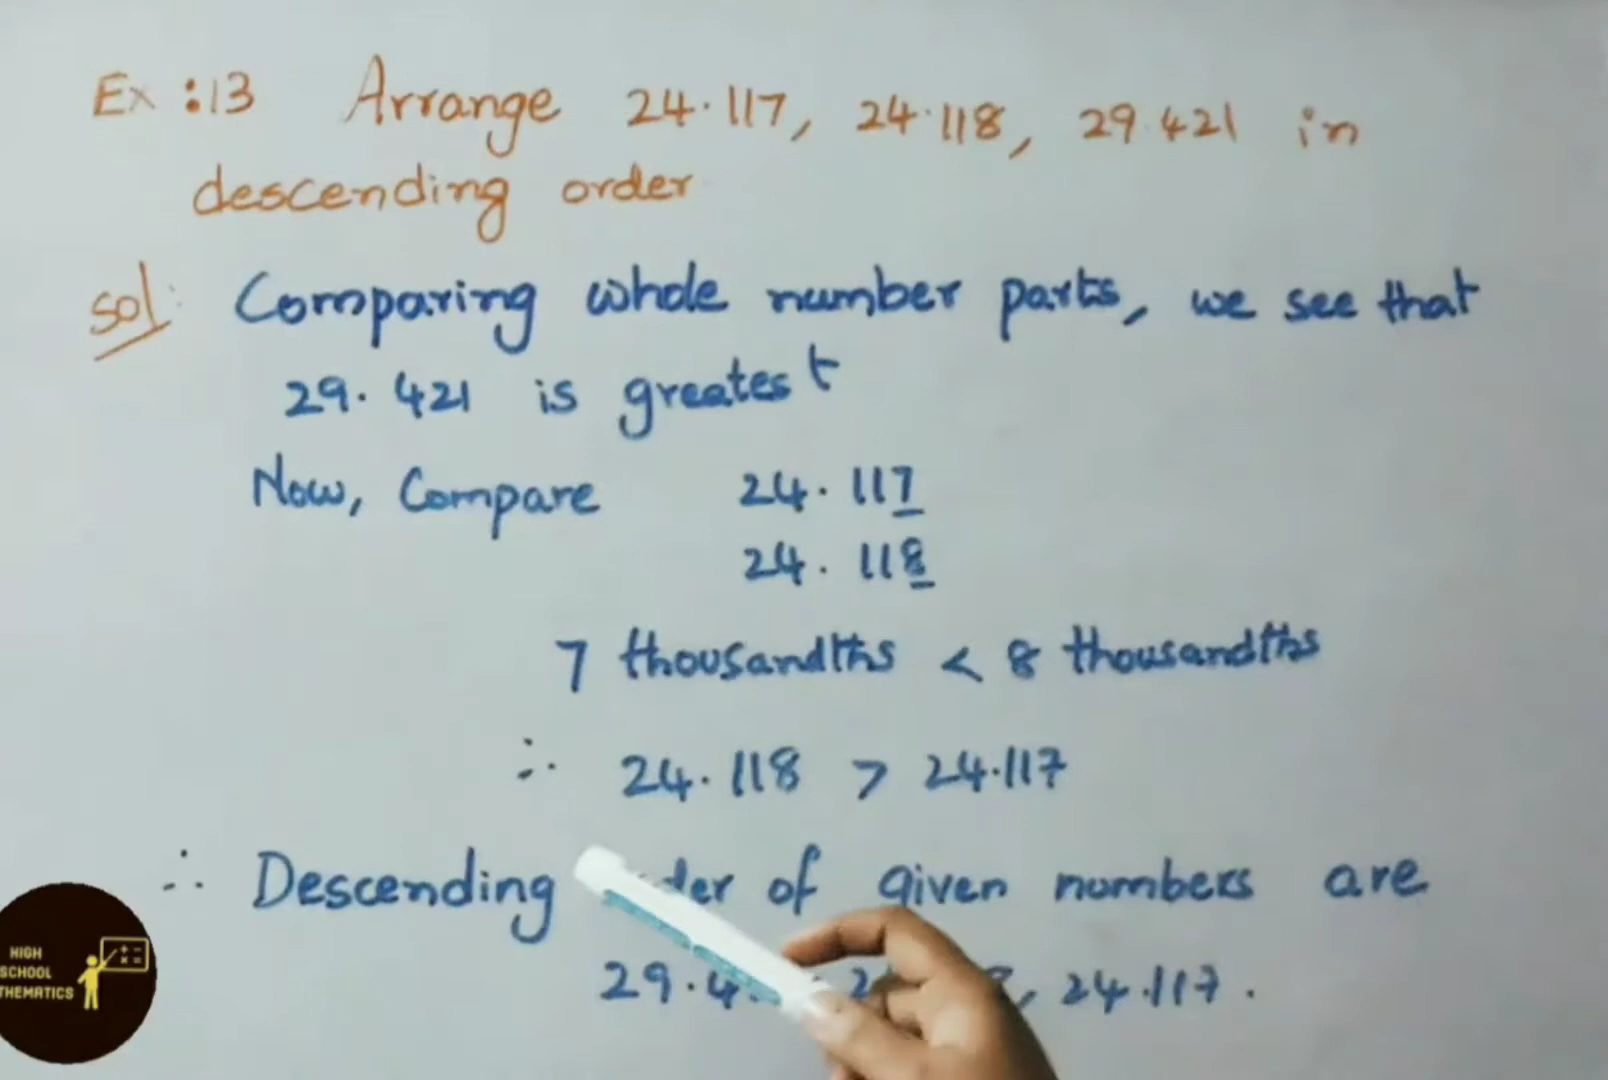 Ex :13 Arrange 24.117, 24.118, 29.421 in
descending order
Sol: Comparing whole number parts, we see that
29.421 is greatest
Now, Compare 24.117
24.118
7 thousandths < 8 thousandths
∴ 24.118 > 24.117
∴ Descending of given numbers are
24.117.
HIGH
SCHOOL